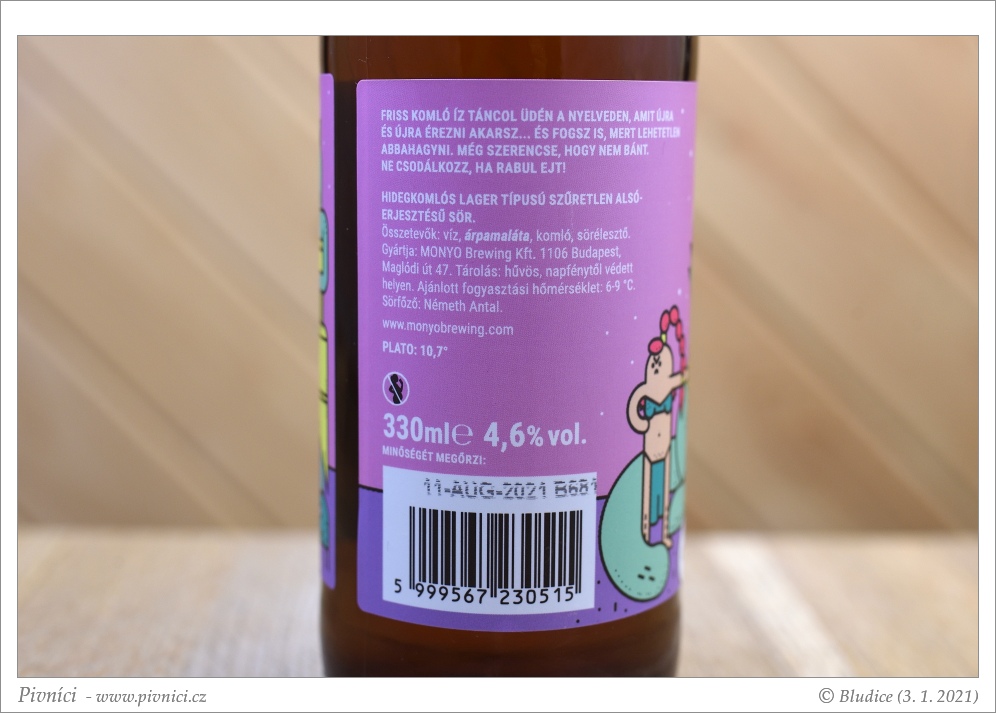 FRISS KOMLÓ ÍZ TÁNCOL ÜDÉN A NYELVEDEN, AMIT ÚJRA
ÉS ÚJRA ÉREZNI AKARSZ... ÉS FOGSZ IS, MERT LEHETETLEN
ABBAHAGYNI. MÉG SZERENCSE, HOGY NEM BÁNT.
NE CSODÁLKOZZ, HA RABUL EJT!
HIDEGKOMLÓS LAGER TÍPUSÚ SZŰRETLEN ALSÓ-
ERJESZTÉSŰ SÖR.
Összetevők: víz, árpamaláta, komló, sörélesztő.
Gyártja: MONYO Brewing Kft. 1106 Budapest,
Maglódi út 47. Tárolás: hűvös, napfénytől védett
helyen. Ajánlott fogyasztási hőmérséklet: 6-9 °C.
Sörfőző: Németh Antal.
www.monyobrewing.com
PLATO: 10,7°
330ml℮ 4,6% vol.
MINŐSÉGÉT MEGŐRZI:
11-AUG-2021 B681
5 999567 230515
Pivníci - www.pivnici.cz
© Bludice (3. 1. 2021)